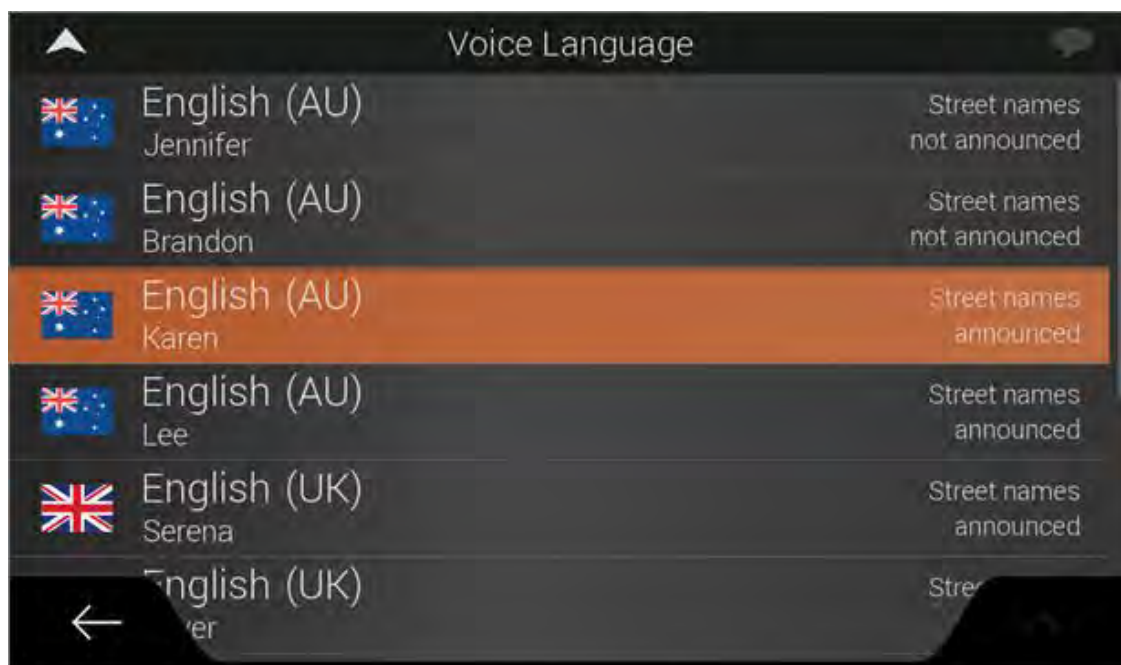 Voice Language
English (AU)
Jennifer
Street names
not announced
English (AU)
Brandon
Street names
not announced
English (AU)
Karen
Street names
announced
English (AU)
Lee
Street names
announced
English (UK)
Serena
Street names
announced
English (UK)